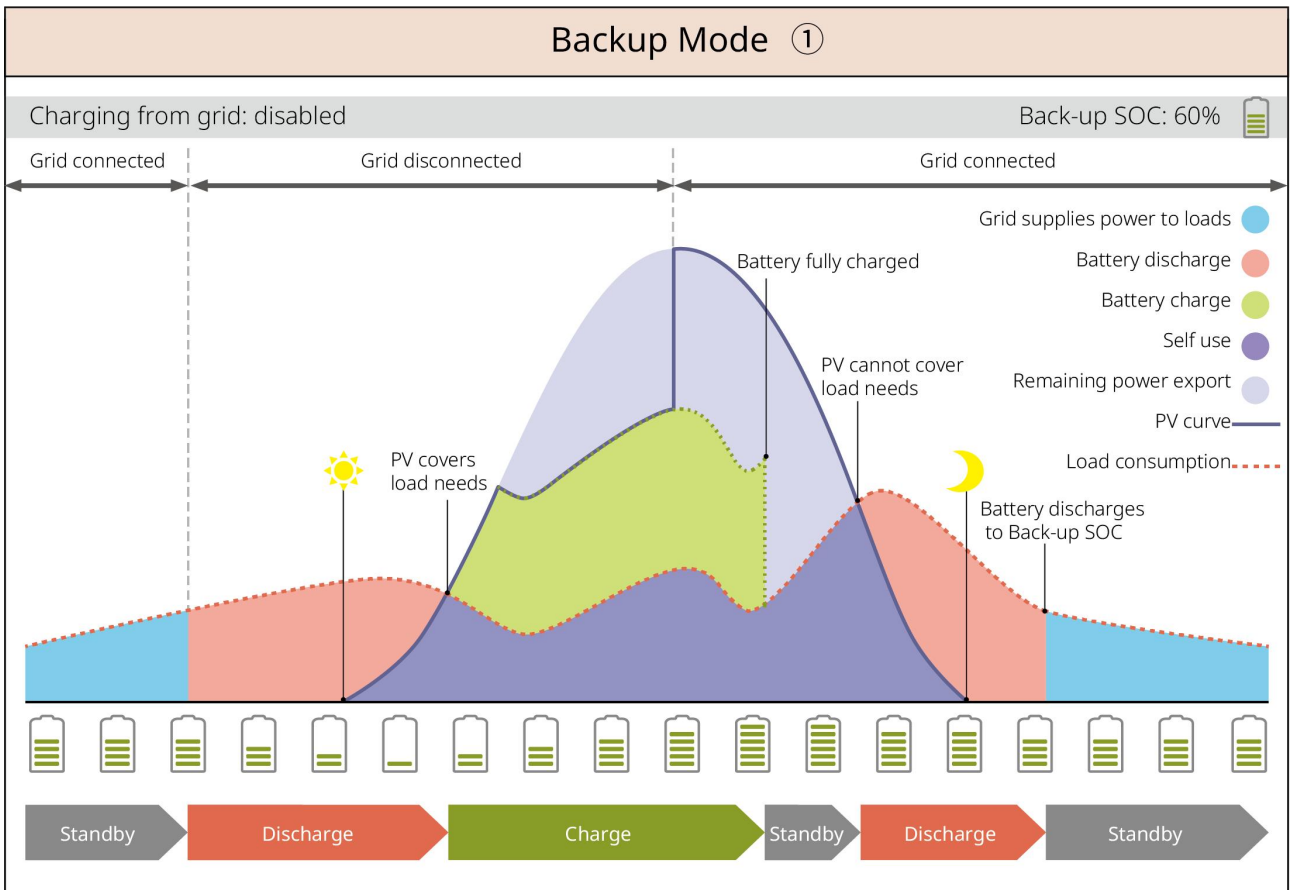 Backup Mode ①
Charging from grid: disabled
Back-up SOC: 60%
Grid connected
Grid disconnected
Grid connected
Grid supplies power to loads
Battery discharge
Battery charge
Self use
Remaining power export
PV curve
Load consumption
Battery fully charged
PV cannot cover
load needs
PV covers
load needs
Battery discharges
to Back-up SOC
Standby
Discharge
Charge
Standby
Discharge
Standby